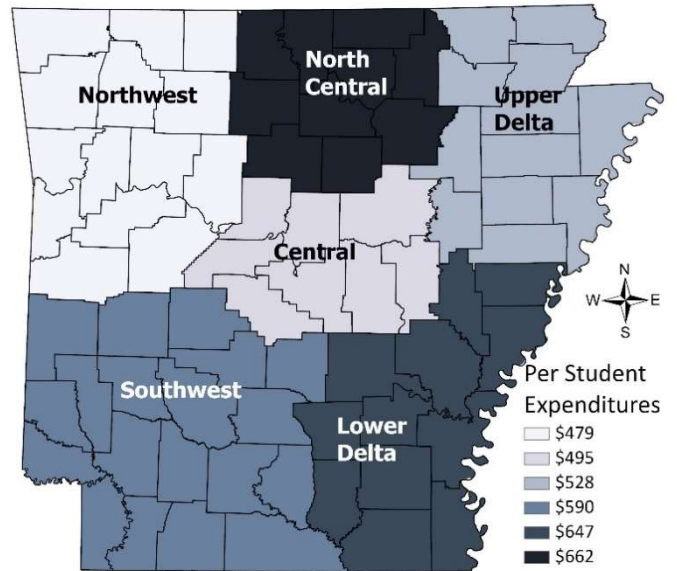 North
Central
Northwest
Upper
Delta
Central
N
W E
S
Southwest
Lower
Delta
Per Student
Expenditures
$479
$495
$528
$590
$647
$662